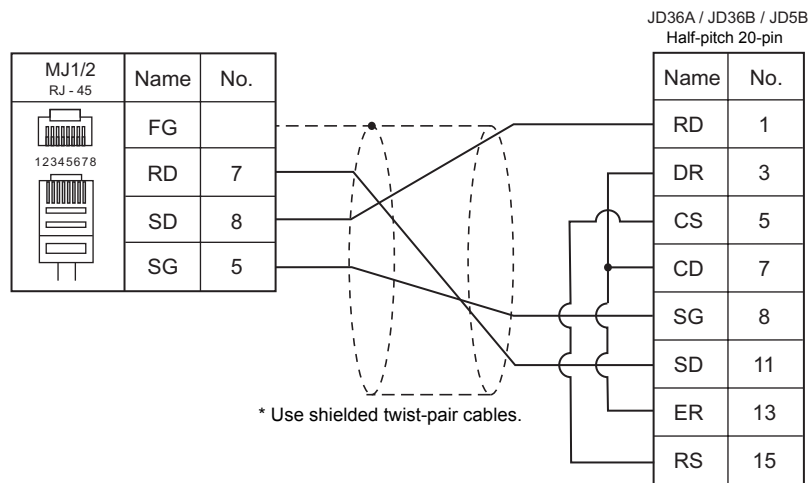 JD36A / JD36B / JD5B
Half-pitch 20-pin
MJ1/2
RJ - 45
Name No.
12345678
FG
RD 7
SD 8
SG 5
Name No.
RD 1
DR 3
CS 5
CD 7
SG 8
SD 11
ER 13
RS 15
* Use shielded twist-pair cables.